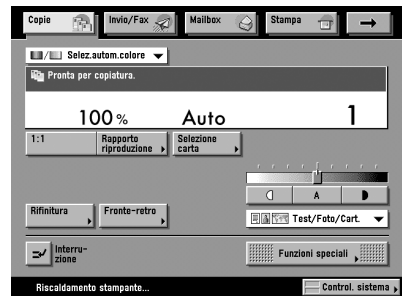 Copie
Invio/Fax
Mailbox
Stampa
Selez.autom.colore
Pronta per copiatura.
100 % Auto 1
1:1
Rapporto
riproduzione
Selezione
carta
A
Rifinitura
Fronte-retro
Testo/Foto/Cart.
Interru-
zione
Funzioni speciali
Riscaldamento stampante...
Control. sistema